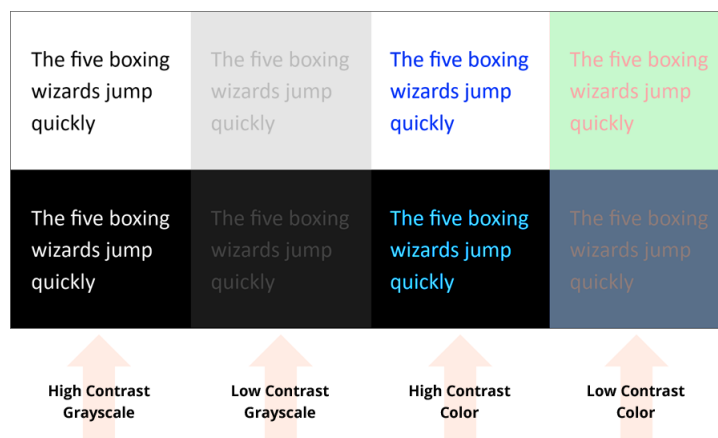 The five boxing
wizards jump
quickly
The five boxing
wizards jump
quickly
The five boxing
wizards jump
quickly
The five boxing
wizards jump
quickly
The five boxing
wizards jump
quickly
The five boxing
wizards jump
quickly
The five boxing
wizards jump
quickly
The five boxing
wizards jump
quickly
High Contrast
Grayscale
Low Contrast
Grayscale
High Contrast
Color
Low Contrast
Color